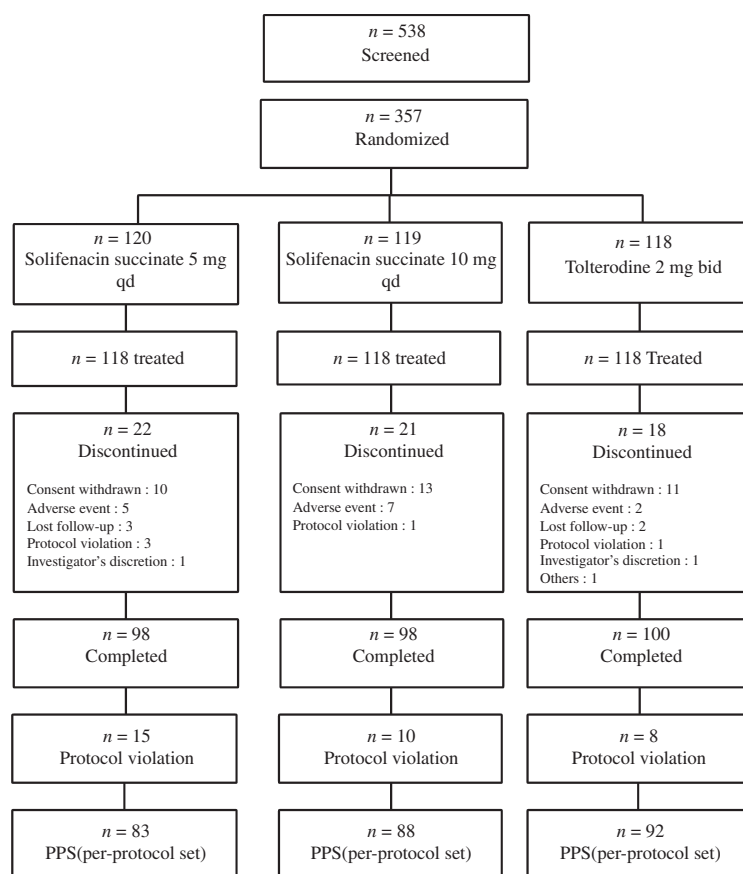 n = 538
Screened
n = 357
Randomized
n = 120
Solifenacin succinate 5 mg
qd
n = 119
Solifenacin succinate 10 mg
qd
n = 118
Tolterodine 2 mg bid
n = 118 treated
n = 118 treated
n = 118 Treated
n = 22
Discontinued
Consent withdrawn : 10
Adverse event : 5
Lost follow-up : 3
Protocol violation : 3
Investigator's discretion : 1
n = 21
Discontinued
Consent withdrawn : 13
Adverse event : 7
Protocol violation : 1
n = 18
Discontinued
Consent withdrawn : 11
Adverse event : 2
Lost follow-up : 2
Protocol violation : 1
Investigator's discretion : 1
Others : 1
n = 98
Completed
n = 98
Completed
n = 100
Completed
n = 15
Protocol violation
n = 10
Protocol violation
n = 8
Protocol violation
n = 83
PPS(per-protocol set)
n = 88
PPS(per-protocol set)
n = 92
PPS(per-protocol set)